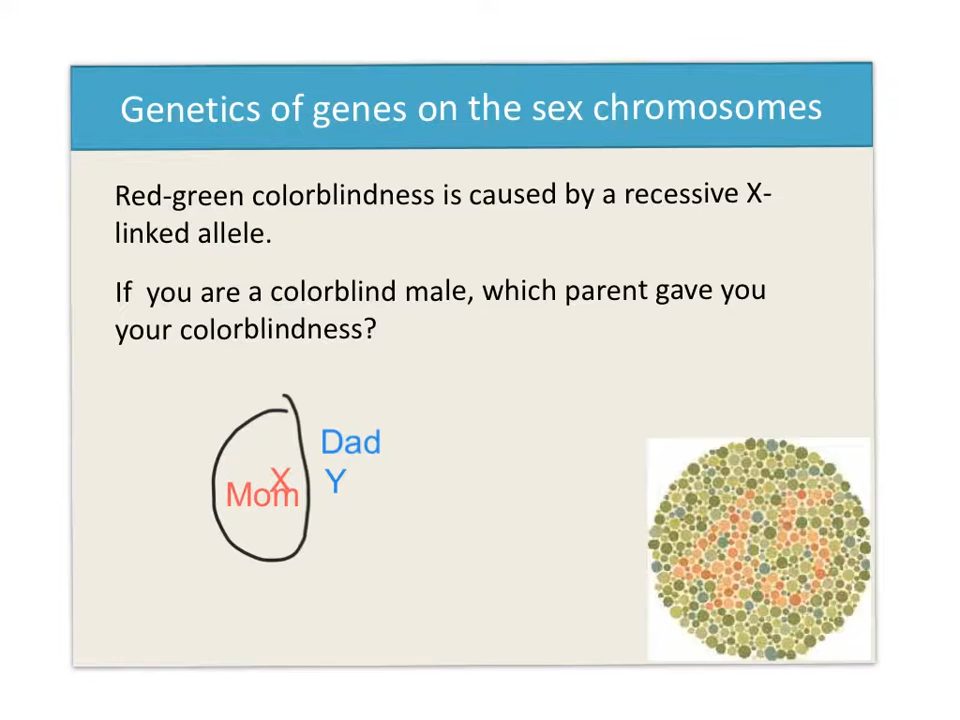 Genetics of genes on the sex chromosomes
Red-green colorblindness is caused by a recessive X-
linked allele.
If  you are a colorblind male, which parent gave you
your colorblindness?
Dad
X Y
Mom
45